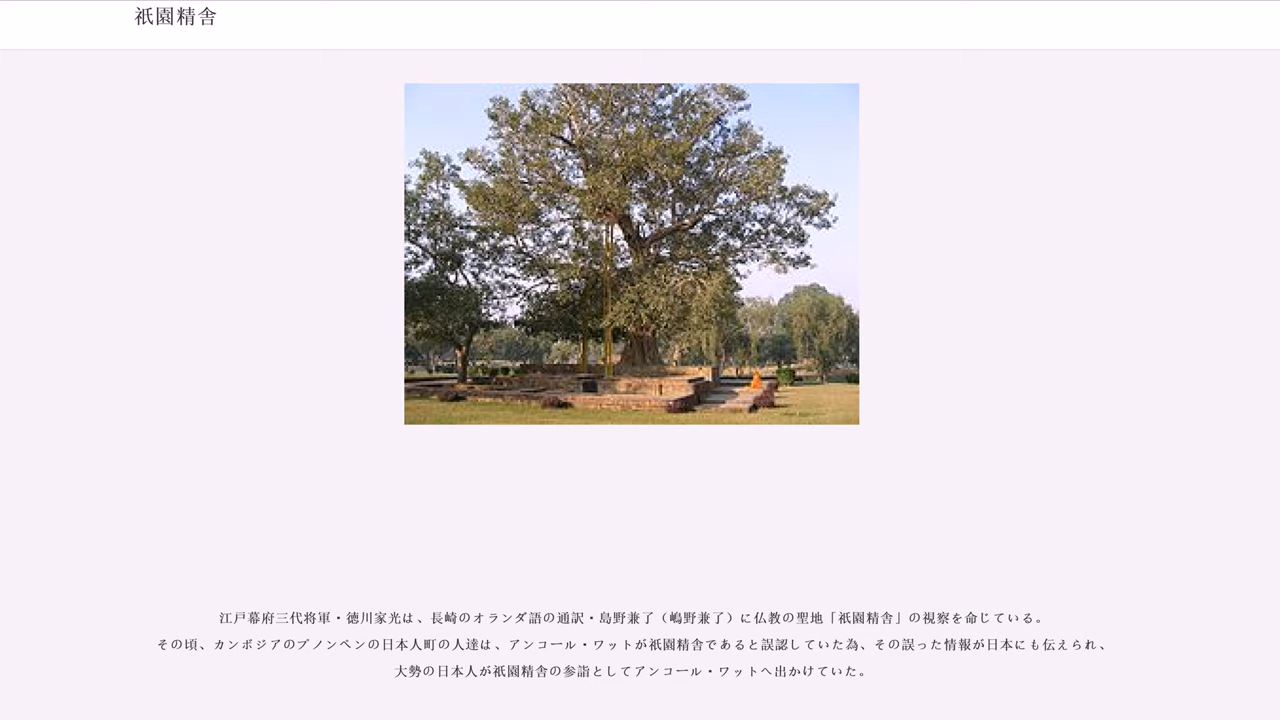 祇園精舎
江戸幕府三代将軍・徳川家光は、長崎のオランダ語の通訳・島野兼了（嶋野兼了）に仏教の聖地「祇園精舎」の視察を命じている。
その頃、カンボジアのプノンペンの日本人町の人達は、アンコール・ワットが祇園精舎であると誤認していた為、その誤った情報が日本にも伝えられ、
大勢の日本人が祇園精舎の参詣としてアンコール・ワットへ出かけていた。